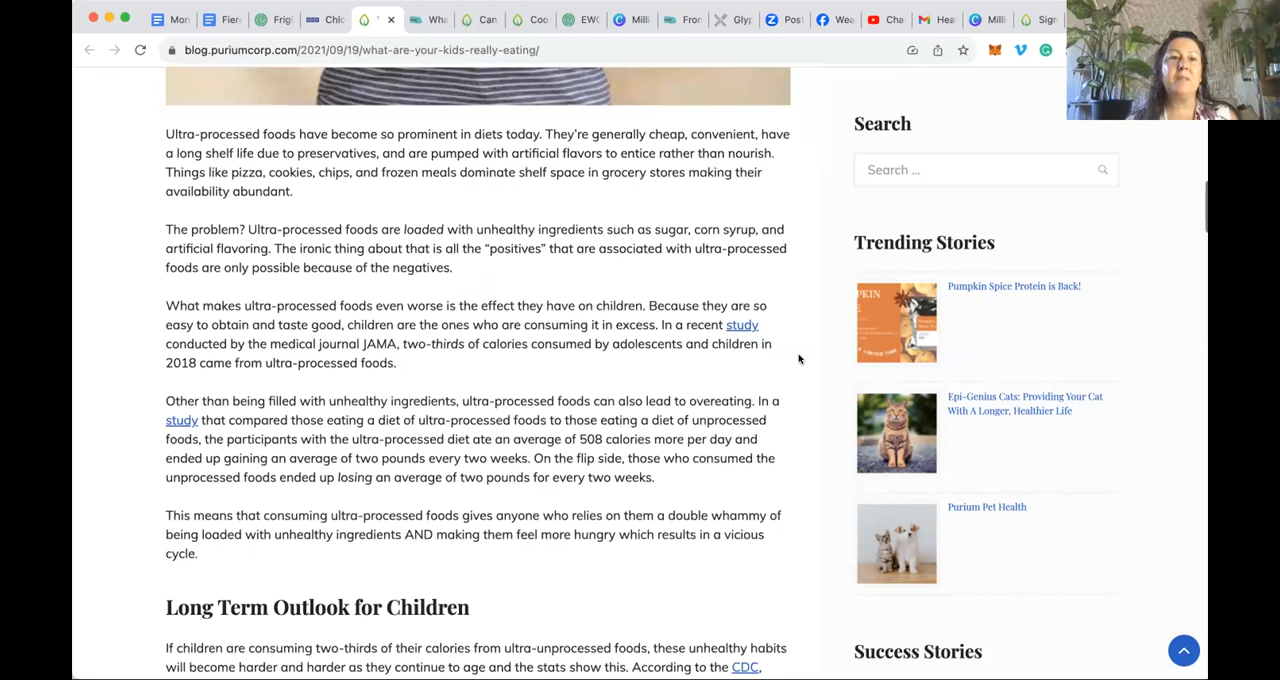 Mon
Fier
Frig
Chlo
Wha
Can
Coo
EWG
Milli
Fron
Glyp
Post
Wea
Cha
Hea
Milli
Sign
blog.puriumcorp.com/2021/09/19/what-are-your-kids-really-eating/
Ultra-processed foods have become so prominent in diets today. They're generally cheap, convenient, have
a long shelf life due to preservatives, and are pumped with artificial flavors to entice rather than nourish.
Things like pizza, cookies, chips, and frozen meals dominate shelf space in grocery stores making their
availability abundant.
The problem? Ultra-processed foods are loaded with unhealthy ingredients such as sugar, corn syrup, and
artificial flavoring. The ironic thing about that is all the “positives” that are associated with ultra-processed
foods are only possible because of the negatives.
What makes ultra-processed foods even worse is the effect they have on children. Because they are so
easy to obtain and taste good, children are the ones who are consuming it in excess. In a recent study
conducted by the medical journal JAMA, two-thirds of calories consumed by adolescents and children in
2018 came from ultra-processed foods.
Other than being filled with unhealthy ingredients, ultra-processed foods can also lead to overeating. In a
study that compared those eating a diet of ultra-processed foods to those eating a diet of unprocessed
foods, the participants with the ultra-processed diet ate an average of 508 calories more per day and
ended up gaining an average of two pounds every two weeks. On the flip side, those who consumed the
unprocessed foods ended up losing an average of two pounds for every two weeks.
This means that consuming ultra-processed foods gives anyone who relies on them a double whammy of
being loaded with unhealthy ingredients AND making them feel more hungry which results in a vicious
cycle.
Long Term Outlook for Children
If children are consuming two-thirds of their calories from ultra-unprocessed foods, these unhealthy habits
will become harder and harder as they continue to age and the stats show this. According to the CDC,
Search
Search ...
Trending Stories
Pumpkin Spice Protein is Back!
Epi-Genius Cats: Providing Your Cat
With A Longer, Healthier Life
Purium Pet Health
Success Stories